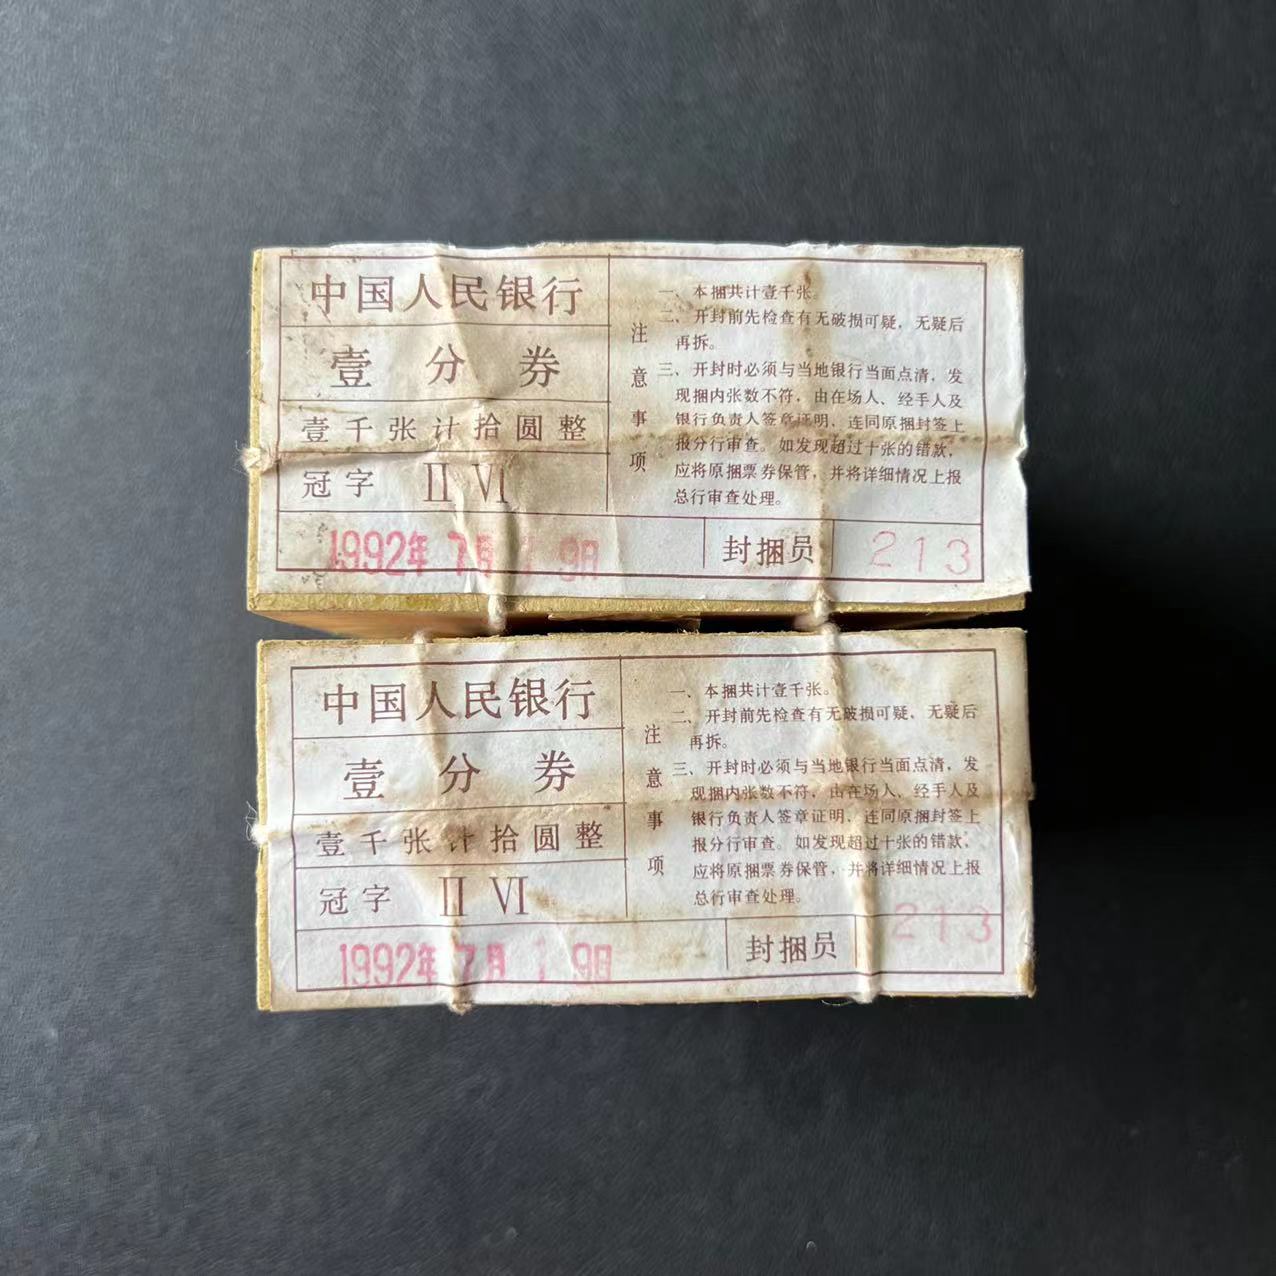 中国人民银行
壹分券
壹千张计拾圆整
冠字 II VI
1992年 7月 19日
注意事项
一、本捆共计壹千张。
二、开封前先检查有无破损可疑，无疑后
再拆。
三、开封时必须与当地银行当面点清，发
现捆内张数不符，由在场人、经手人及
银行负责人签章证明，连同原捆封签上
报分行审查。如发现超过十张的错款，
应将原捆票券保管，并将详细情况上报
总行审查处理。
封捆员 213
中国人民银行
壹分券
壹千张计拾圆整
冠字 II VI
1992年 7月 19日
注意事项
一、本捆共计壹千张。
二、开封前先检查有无破损可疑，无疑后
再拆。
三、开封时必须与当地银行当面点清，发
现捆内张数不符，由在场人、经手人及
银行负责人签章证明，连同原捆封签上
报分行审查。如发现超过十张的错款，
应将原捆票券保管，并将详细情况上报
总行审查处理。
封捆员 213